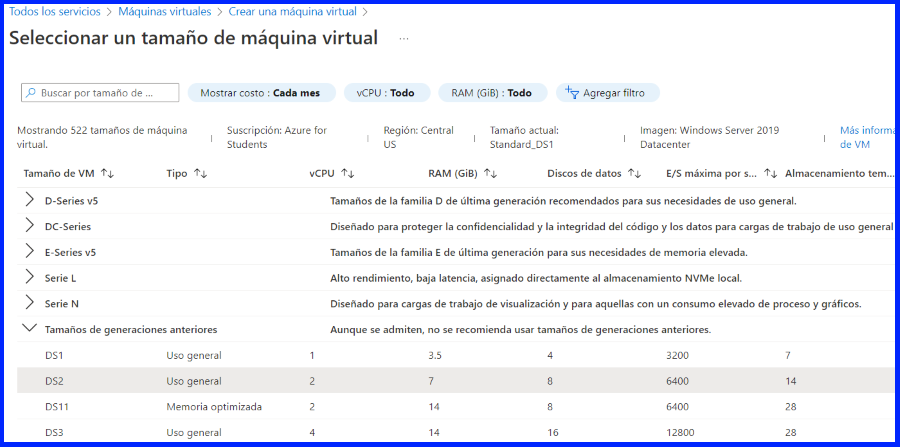 Todos los servicios > Máquinas virtuales > Crear una máquina virtual >
Seleccionar un tamaño de máquina virtual ...
Buscar por tamaño de ... Mostrar costo : Cada mes vCPU : Todo RAM (GiB) : Todo Agregar filtro
Mostrando 522 tamaños de máquina virtual. Suscripción: Azure for Students Región: Central US Tamaño actual: Standard_DS1 Imagen: Windows Server 2019 Datacenter Más informa de VM
Tamaño de VM ↑↓ Tipo ↑↓ vCPU ↑↓ RAM (GiB) ↑↓ Discos de datos ↑↓ E/S máxima por s... ↑↓ Almacenamiento tem...
D-Series v5 Tamaños de la familia D de última generación recomendados para sus necesidades de uso general.
DC-Series Diseñado para proteger la confidencialidad y la integridad del código y los datos para cargas de trabajo de uso general
E-Series v5 Tamaños de la familia E de última generación para sus necesidades de memoria elevada.
Serie L Alto rendimiento, baja latencia, asignado directamente al almacenamiento NVMe local.
Serie N Diseñado para cargas de trabajo de visualización y para aquellas con un consumo elevado de proceso y gráficos.
Tamaños de generaciones anteriores Aunque se admiten, no se recomienda usar tamaños de generaciones anteriores.
DS1 Uso general 1 3.5 4 3200 7
DS2 Uso general 2 7 8 6400 14
DS11 Memoria optimizada 2 14 8 6400 28
DS3 Uso general 4 14 16 12800 28